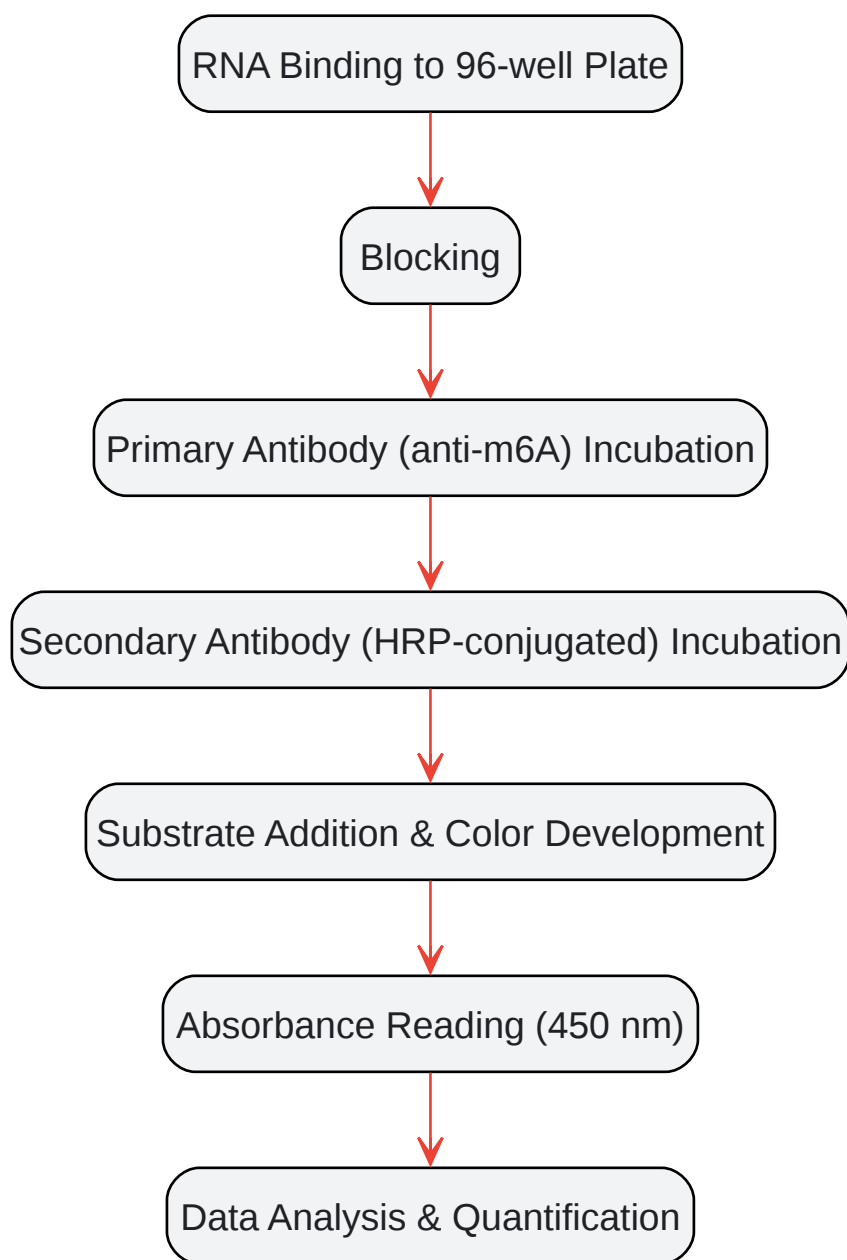 RNA Binding to 96-well Plate
Blocking
Primary Antibody (anti-m6A) Incubation
Secondary Antibody (HRP-conjugated) Incubation
Substrate Addition & Color Development
Absorbance Reading (450 nm)
Data Analysis & Quantification